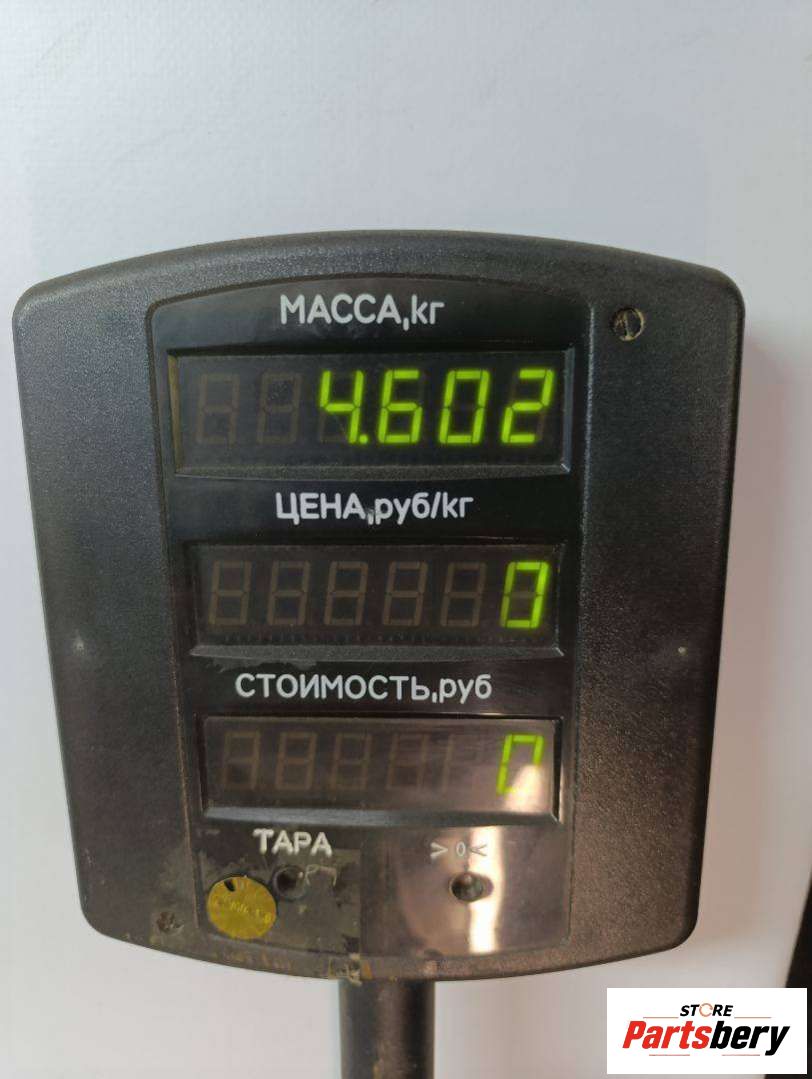 МАССА,кг
4.602
ЦЕНА,руб/кг
0
СТОИМОСТЬ,руб
0
ТАРА >0<
STORE
Partsbery